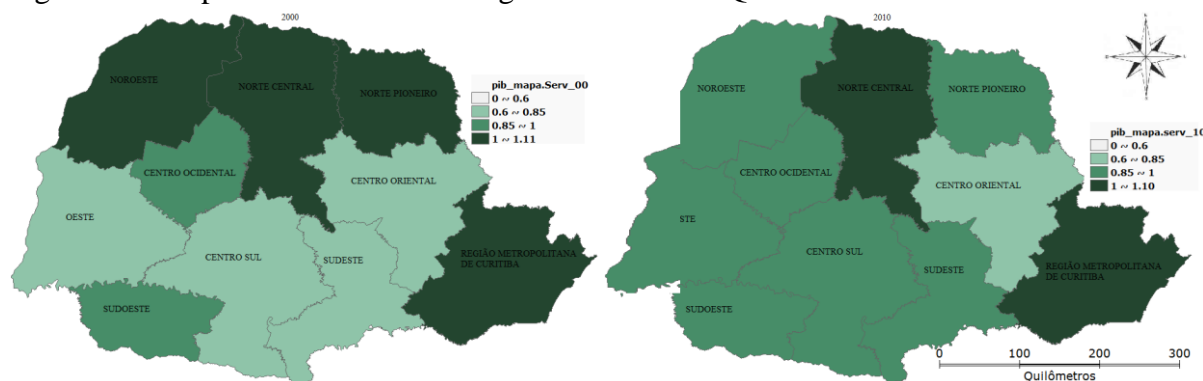 2000
NOROESTE
NORTE CENTRAL
NORTE PIONEIRO
CENTRO OCIDENTAL
CENTRO ORIENTAL
OESTE
CENTRO SUL
SUDESTE
REGIÃO METROPOLITANA
DE CURITIBA
SUDOESTE
pib_mapa.Serv_00
0 ~ 0.6
0.6 ~ 0.85
0.85 ~ 1
1 ~ 1.11
2010
NOROESTE
NORTE CENTRAL
NORTE PIONEIRO
CENTRO OCIDENTAL
CENTRO ORIENTAL
STE
CENTRO SUL
SUDESTE
REGIÃO METROPOLITANA
DE CURITIBA
SUDOESTE
pib_mapa.serv_10
0 ~ 0.6
0.6 ~ 0.85
0.85 ~ 1
1 ~ 1.10
0 100 200 300
Quilômetros